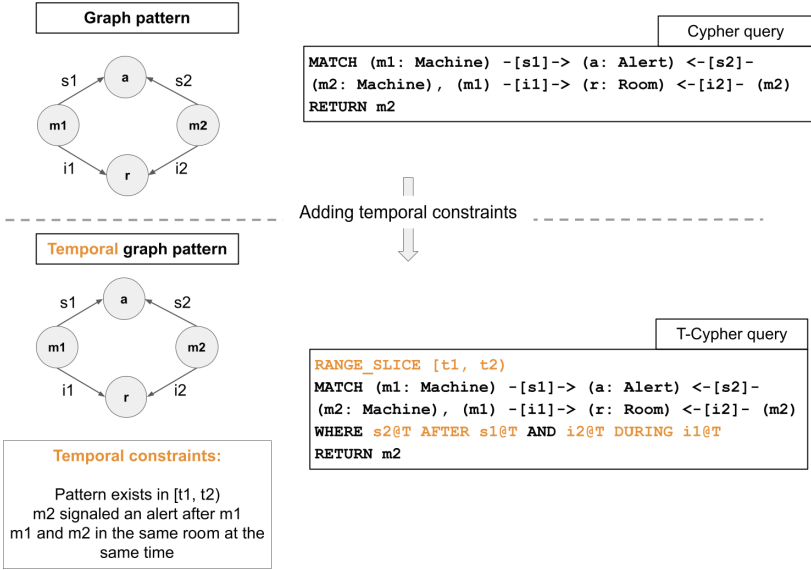 Graph pattern
s1
a
s2
m1
m2
i1
r
i2
Cypher query
MATCH (m1: Machine) -[s1]-> (a: Alert) <-[s2]-
(m2: Machine), (m1) -[i1]-> (r: Room) <-[i2]- (m2)
RETURN m2
Adding temporal constraints
Temporal graph pattern
s1
a
s2
m1
m2
i1
r
i2
Temporal constraints:
Pattern exists in [t1, t2)
m2 signaled an alert after m1
m1 and m2 in the same room at the
same time
T-Cypher query
RANGE_SLICE [t1, t2)
MATCH (m1: Machine) -[s1]-> (a: Alert) <-[s2]-
(m2: Machine), (m1) -[i1]-> (r: Room) <-[i2]- (m2)
WHERE s2@T AFTER s1@T AND i2@T DURING i1@T
RETURN m2